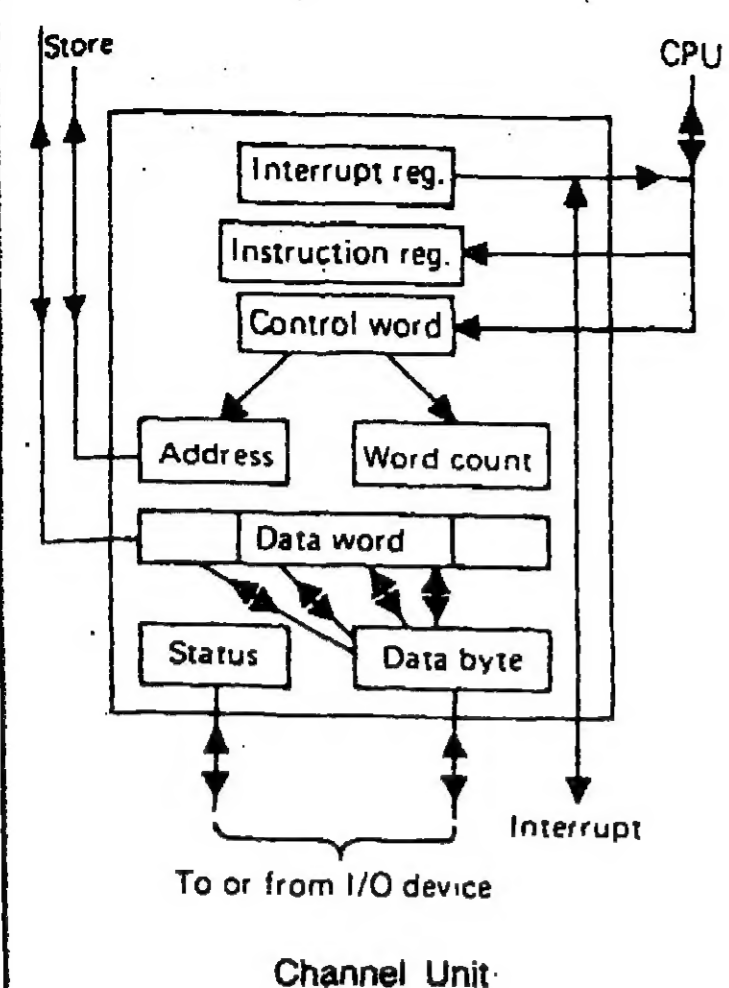 Store
CPU
Interrupt reg.
Instruction reg.
Control word
Address
Word count
Data word
Status
Data byte
Interrupt
To or from I/O device
Channel Unit